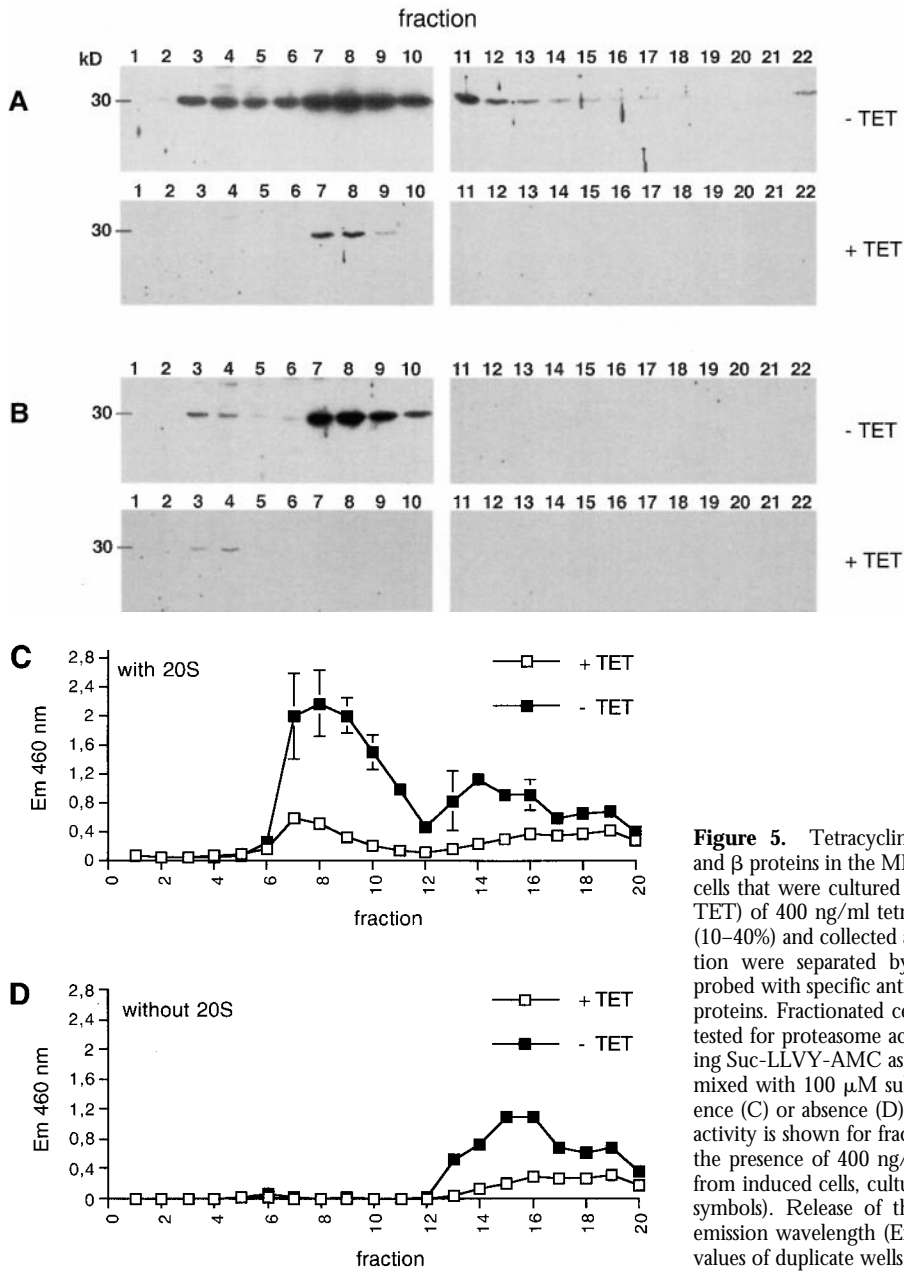 fraction
kD 1 2 3 4 5 6 7 8 9 10 11 12 13 14 15 16 17 18 19 20 21 22
A 30 - TET
1 2 3 4 5 6 7 8 9 10 11 12 13 14 15 16 17 18 19 20 21 22
30 + TET
1 2 3 4 5 6 7 8 9 10 11 12 13 14 15 16 17 18 19 20 21 22
B 30 - TET
1 2 3 4 5 6 7 8 9 10 11 12 13 14 15 16 17 18 19 20 21 22
30 + TET
C
with 20S
+ TET
- TET
2,8
2,4
2
1,6
1,2
0,8
0,4
0
Em 460 nm
0 2 4 6 8 10 12 14 16 18 20
fraction
D
without 20S
+ TET
- TET
2,8
2,4
2
1,6
1,2
0,8
0,4
0
Em 460 nm
0 2 4 6 8 10 12 14 16 18 20
fraction
Figure 5. Tetracyclin
and β proteins in the
cells that were cultured
TET) of 400 ng/ml tetr
(10–40%) and collected
tion were separated by
probed with specific ant
proteins. Fractionated ce
tested for proteasome ac
ing Suc-LLVY-AMC as
mixed with 100 μM su
ence (C) or absence (D)
activity is shown for frac
the presence of 400 ng/
from induced cells, cultu
symbols). Release of th
emission wavelength (E
values of duplicate wells